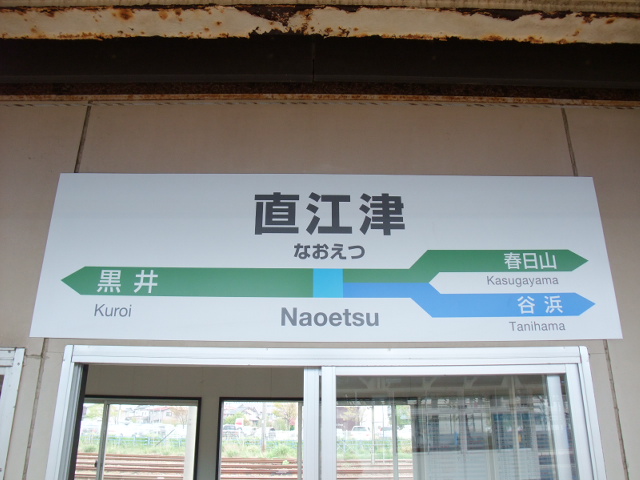 直江津
なおえつ
黒井
Kuroi
Naoetsu
春日山
Kasugayama
谷浜
Tanihama